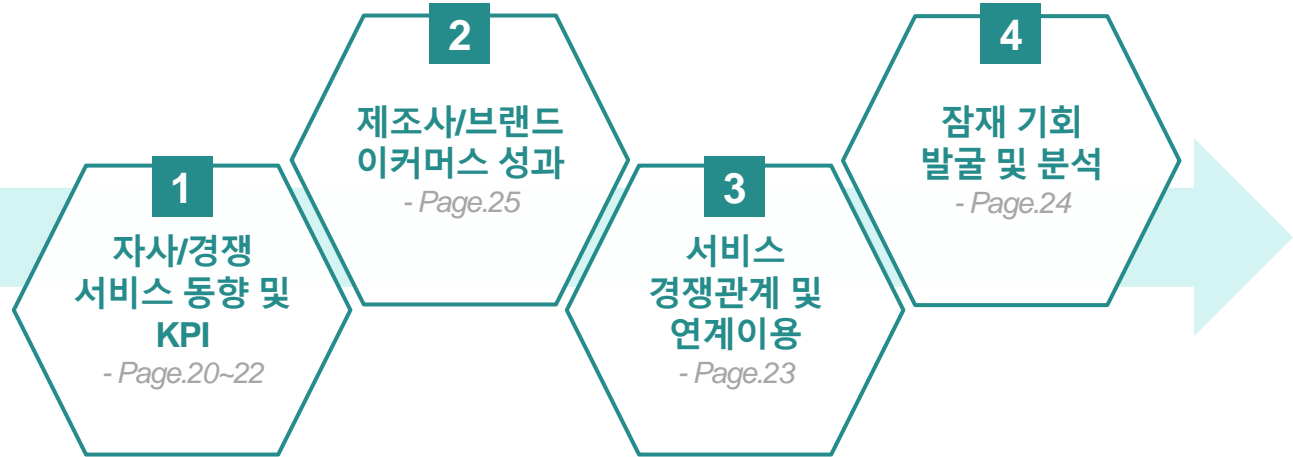 1
자사/경쟁
서비스 동향 및
KPI
- Page.20~22
2
제조사/브랜드
이커머스 성과
- Page.25
3
서비스
경쟁관계 및
연계이용
- Page.23
4
잠재 기회
발굴 및 분석
- Page.24